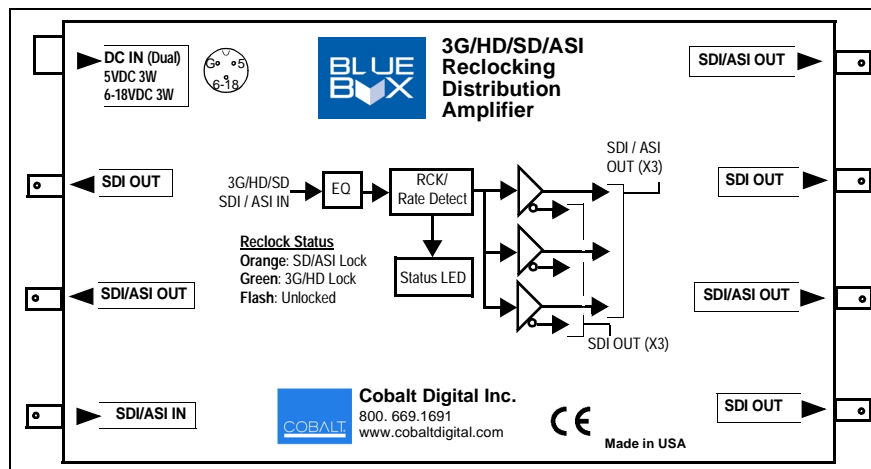 DC IN (Dual)
5VDC 3W
6-18VDC 3W
G 5
6-18
BLUE
BOX
3G/HD/SD/ASI
Reclocking
Distribution
Amplifier
SDI/ASI OUT
SDI OUT
SDI/ASI OUT
SDI/ASI IN
3G/HD/SD
SDI / ASI IN
EQ
RCK/
Rate Detect
Status LED
Reclock Status
Orange: SD/ASI Lock
Green: 3G/HD Lock
Flash: Unlocked
SDI / ASI
OUT (X3)
SDI OUT (X3)
SDI OUT
SDI/ASI OUT
SDI OUT
COBALT
Cobalt Digital Inc.
800. 669.1691
www.cobaltdigital.com
CE
Made in USA